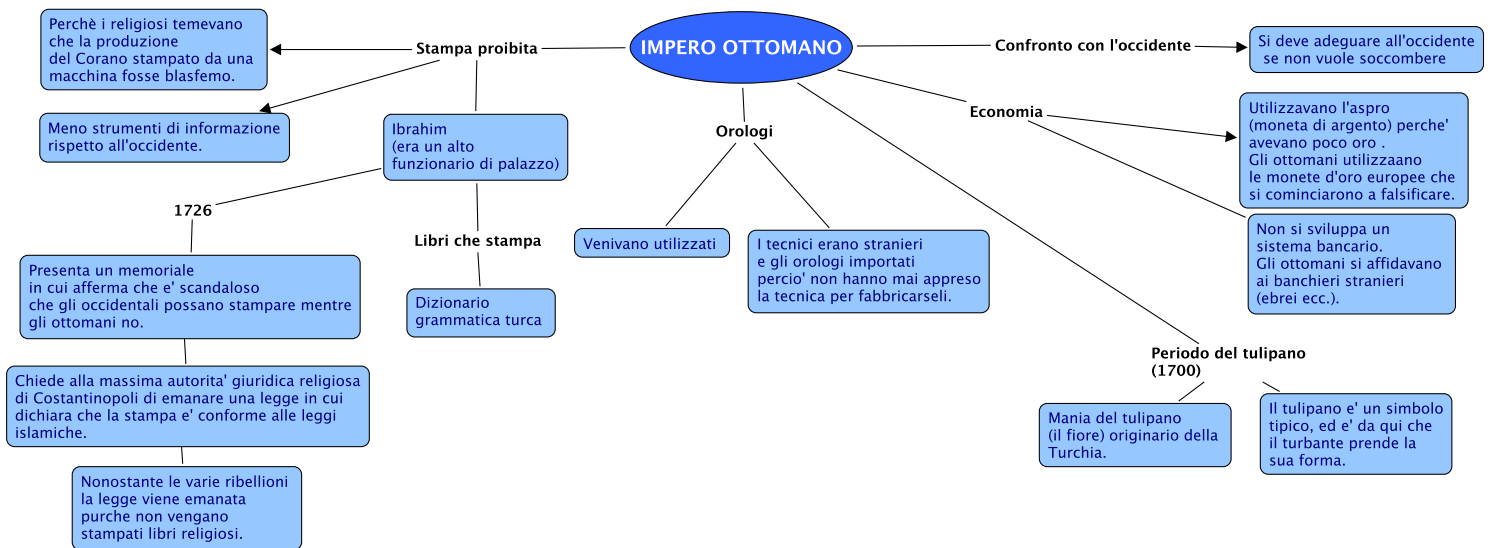 IMPERO OTTOMANO
Stampa proibita
Perchè i religiosi temevano
che la produzione
del Corano stampato da una
macchina fosse blasfemo.
Meno strumenti di informazione
rispetto all'occidente.
Ibrahim
(era un alto
funzionario di palazzo)
1726
Presenta un memoriale
in cui afferma che e' scandaloso
che gli occidentali possano stampare mentre
gli ottomani no.
Chiede alla massima autorita' giuridica religiosa
di Costantinopoli di emanare una legge in cui
dichiara che la stampa e' conforme alle leggi
islamiche.
Nonostante le varie ribellioni
la legge viene emanata
purche non vengano
stampati libri religiosi.
Libri che stampa
Dizionario
grammatica turca
Orologi
Venivano utilizzati
I tecnici erano stranieri
e gli orologi importati
percio' non hanno mai appreso
la tecnica per fabbricarseli.
Confronto con l'occidente
Si deve adeguare all'occidente
se non vuole soccombere
Economia
Utilizzavano l'aspro
(moneta di argento) perche'
avevano poco oro .
Gli ottomani utilizzaano
le monete d'oro europee che
si cominciarono a falsificare.
Non si sviluppa un
sistema bancario.
Gli ottomani si affidavano
ai banchieri stranieri
(ebrei ecc.).
Periodo del tulipano
(1700)
Mania del tulipano
(il fiore) originario della
Turchia.
Il tulipano e' un simbolo
tipico, ed e' da qui che
il turbante prende la
sua forma.